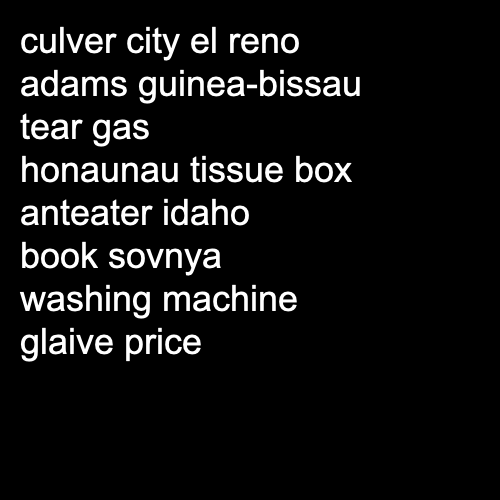 culver city el reno
adams guinea-bissau
tear gas
honaunau tissue box
anteater idaho
book sovnya
washing machine
glaive price